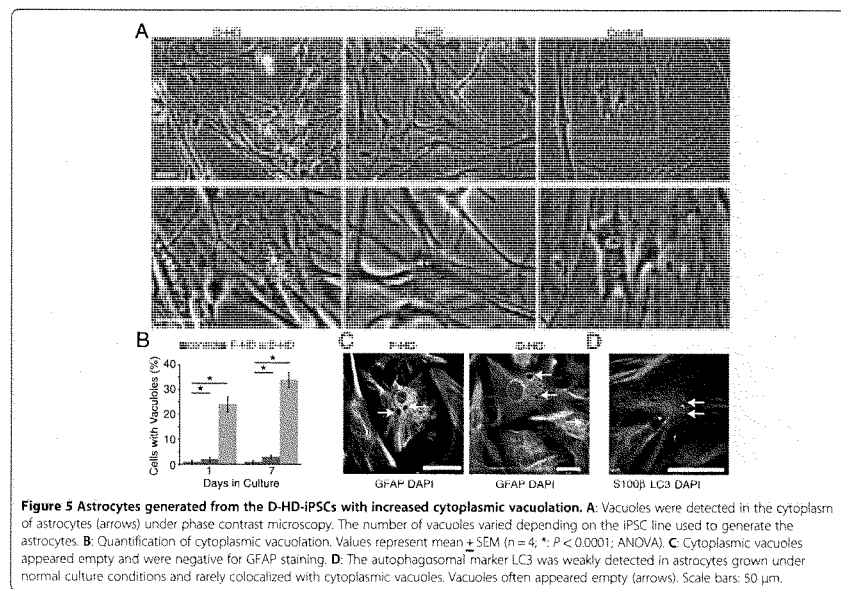 A
D-HD F-HD Control
B
Control F-HD D-HD
Cells with Vaculoles (%)
40
30
20
10
0
1 7
Days in Culture
C
F-HD D-HD
GFAP DAPI GFAP DAPI
D
S100β LC3 DAPI
Figure 5 Astrocytes generated from the D-HD-iPSCs with increased cytoplasmic vacuolation. A: Vacuoles were detected in the cytoplasm
of astrocytes (arrows) under phase contrast microscopy. The number of vacuoles varied depending on the iPSC line used to generate the
astrocytes. B: Quantification of cytoplasmic vacuolation. Values represent mean ± SEM (n = 4; *: P < 0.0001; ANOVA). C: Cytoplasmic vacuoles
appeared empty and were negative for GFAP staining. D: The autophagosomal marker LC3 was weakly detected in astrocytes grown under
normal culture conditions and rarely colocalized with cytoplasmic vacuoles. Vacuoles often appeared empty (arrows). Scale bars: 50 μm.